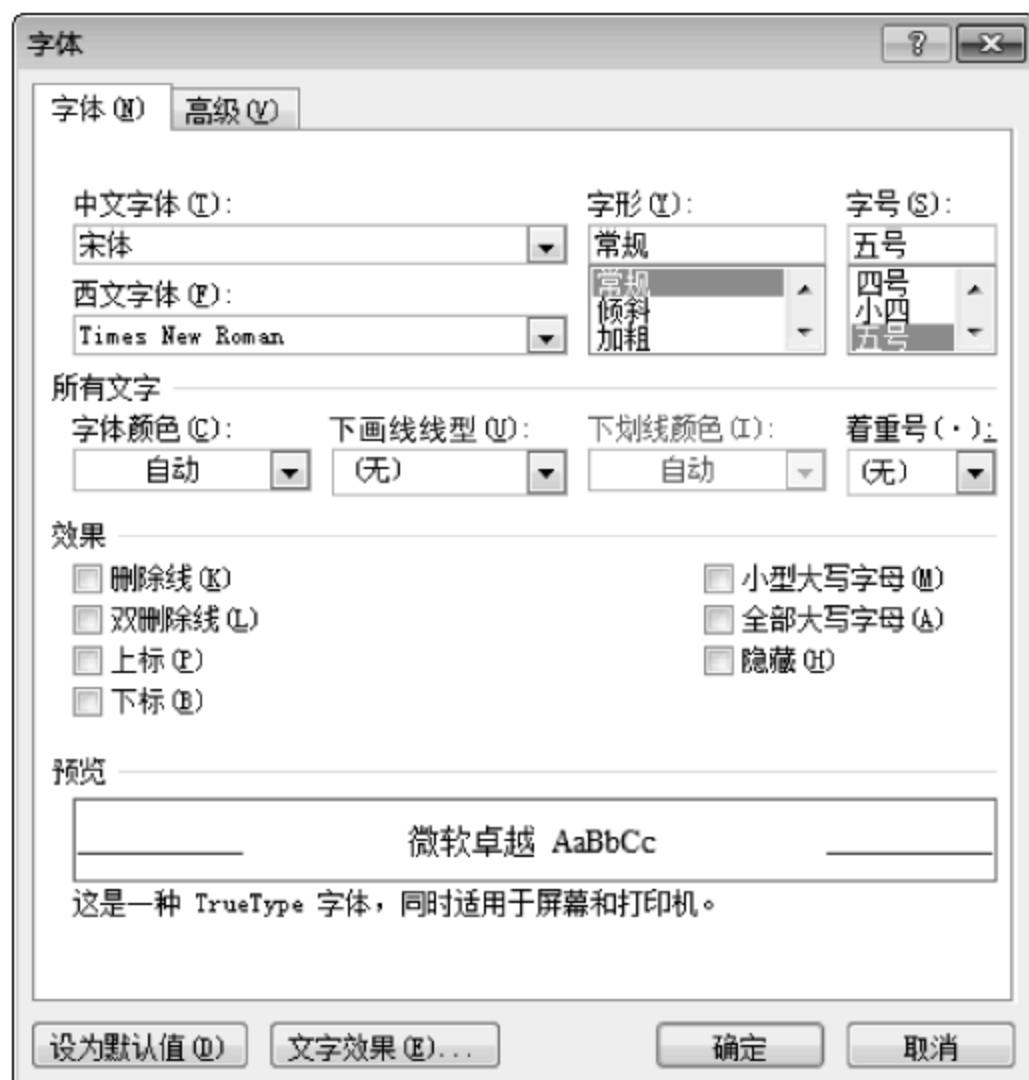 字体
字体(N) 高级(V)
中文字体(T): 字形(Y): 字号(S):
宋体 常规 五号
常规 四号
西文字体(F): 倾斜 小四
Times New Roman 加粗 五号
所有文字
字体颜色(C): 下画线线型(U): 下划线颜色(I): 着重号(·):
自动 (无) 自动 (无)
效果
删除线(K) 小型大写字母(M)
双删除线(L) 全部大写字母(A)
上标(P) 隐藏(H)
下标(B)
预览
微软卓越 AaBbCc
这是一种 TrueType 字体，同时适用于屏幕和打印机。
设为默认值(D) 文字效果(E)... 确定 取消